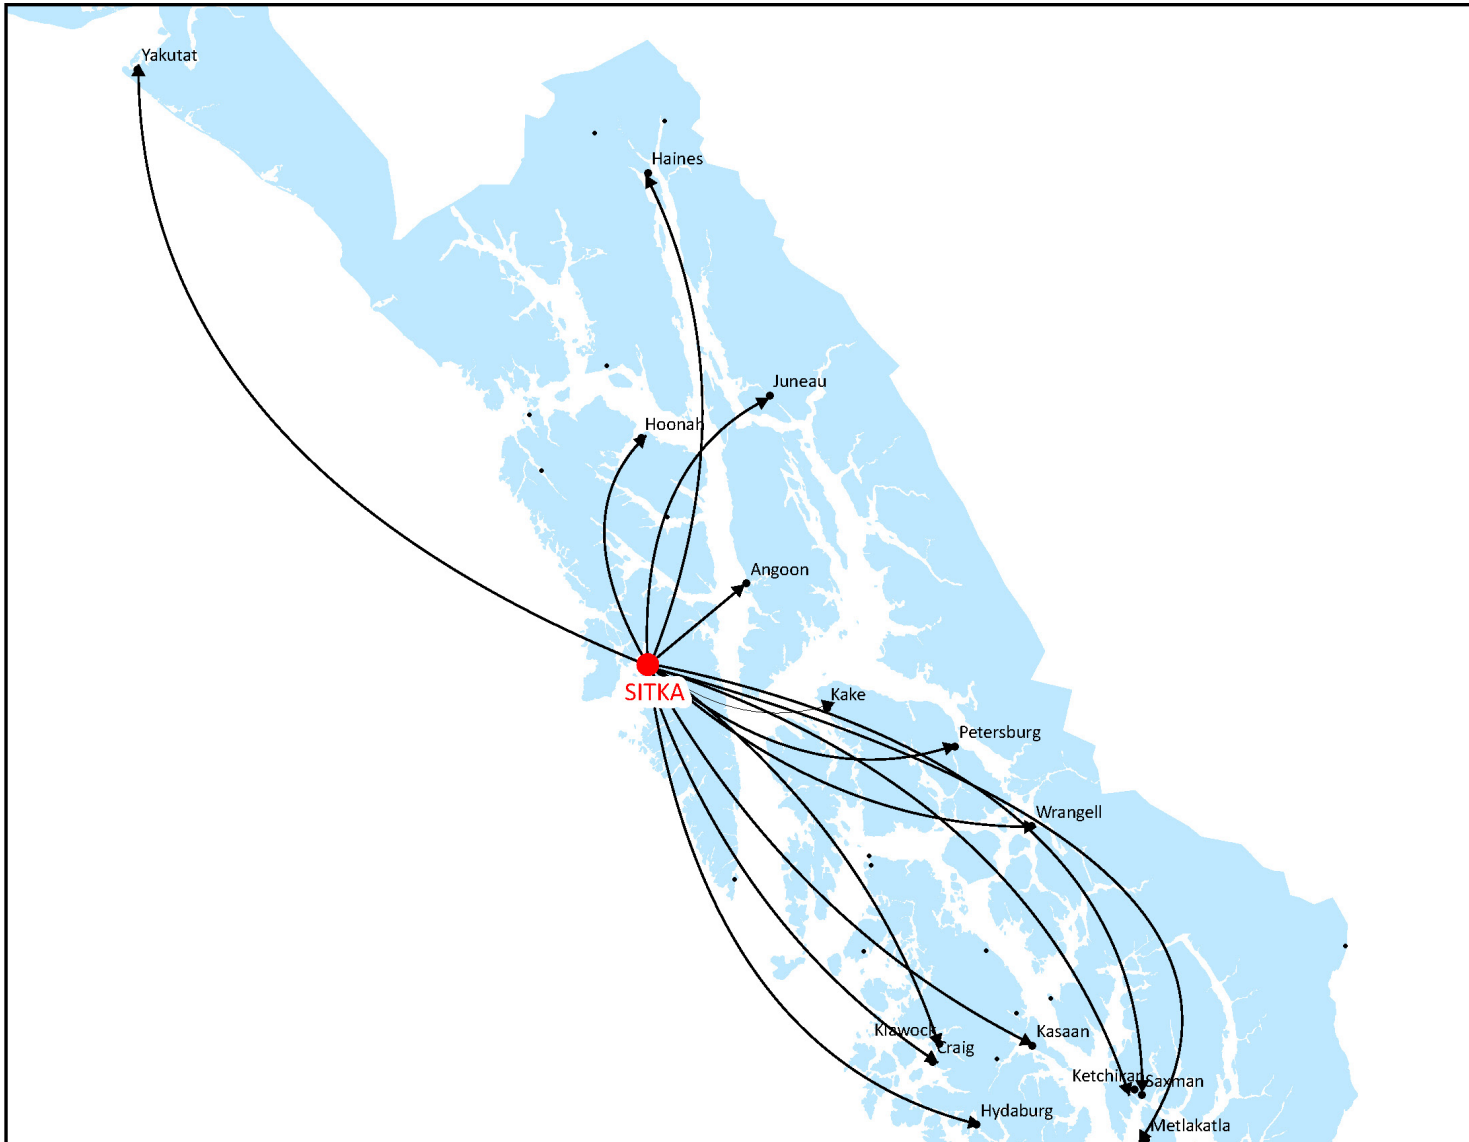 Yakutat
Haines
Juneau
Hoonah
Angoon
SITKA
Kake
Petersburg
Wrangell
Klawock
Kasaan
Craig
Ketchikan
Saxman
Hydaburg
Metlakatla